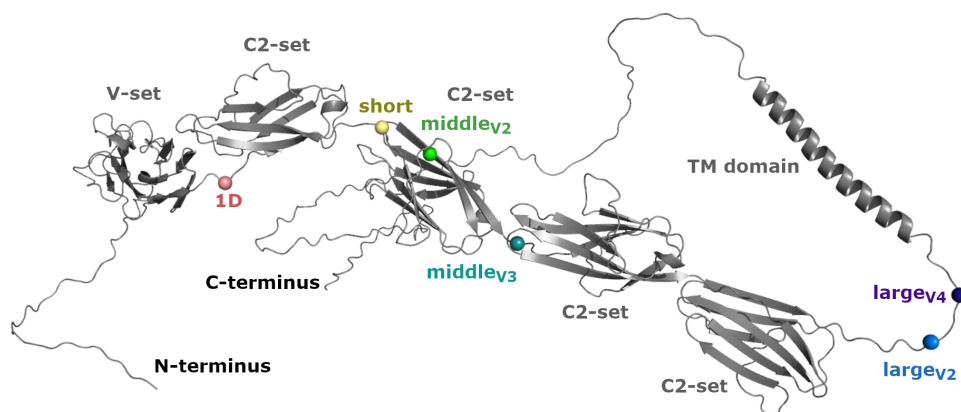 C2-set
V-set
short
C2-set
middleV2
TM domain
1D
C-terminus
middleV3
largeV4
C2-set
N-terminus
largeV2
C2-set